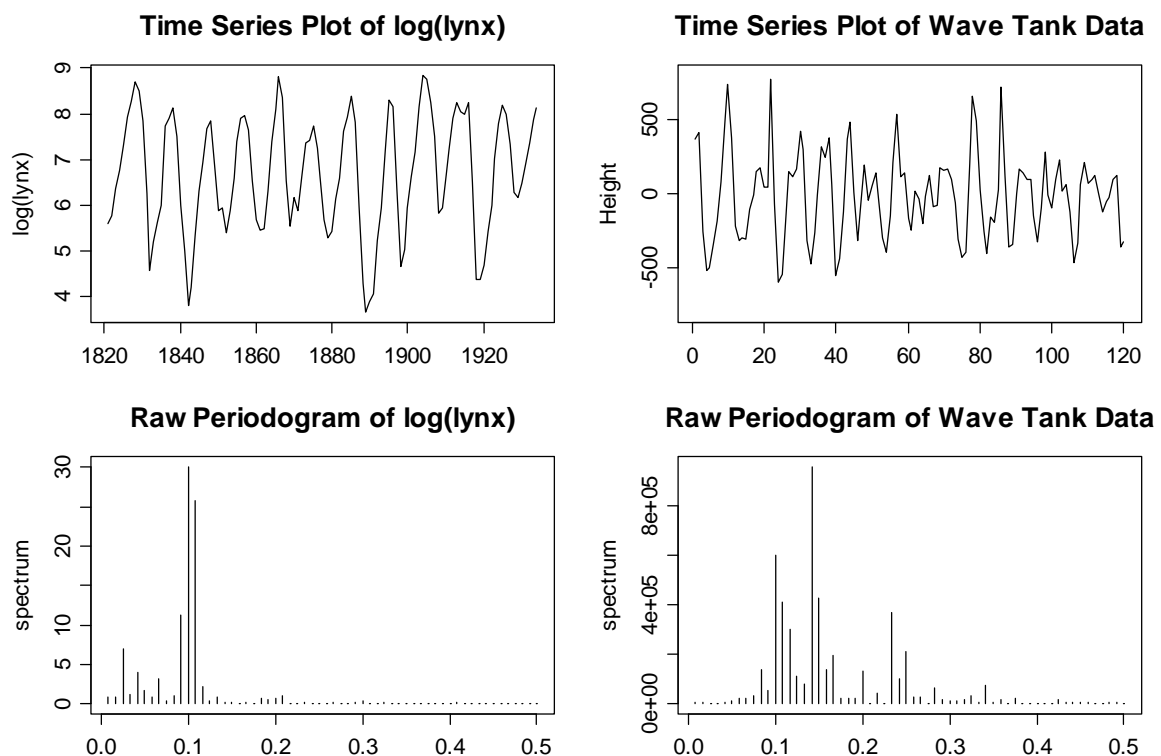 Time Series Plot of log(lynx)
log(lynx)
9
8
7
6
5
4
1820 1840 1860 1880 1900 1920
Time Series Plot of Wave Tank Data
Height
500
0
-500
0 20 40 60 80 100 120
Raw Periodogram of log(lynx)
spectrum
30
20
10
5
0
0.0 0.1 0.2 0.3 0.4 0.5
Raw Periodogram of Wave Tank Data
spectrum
8e+05
4e+05
0e+00
0.0 0.1 0.2 0.3 0.4 0.5